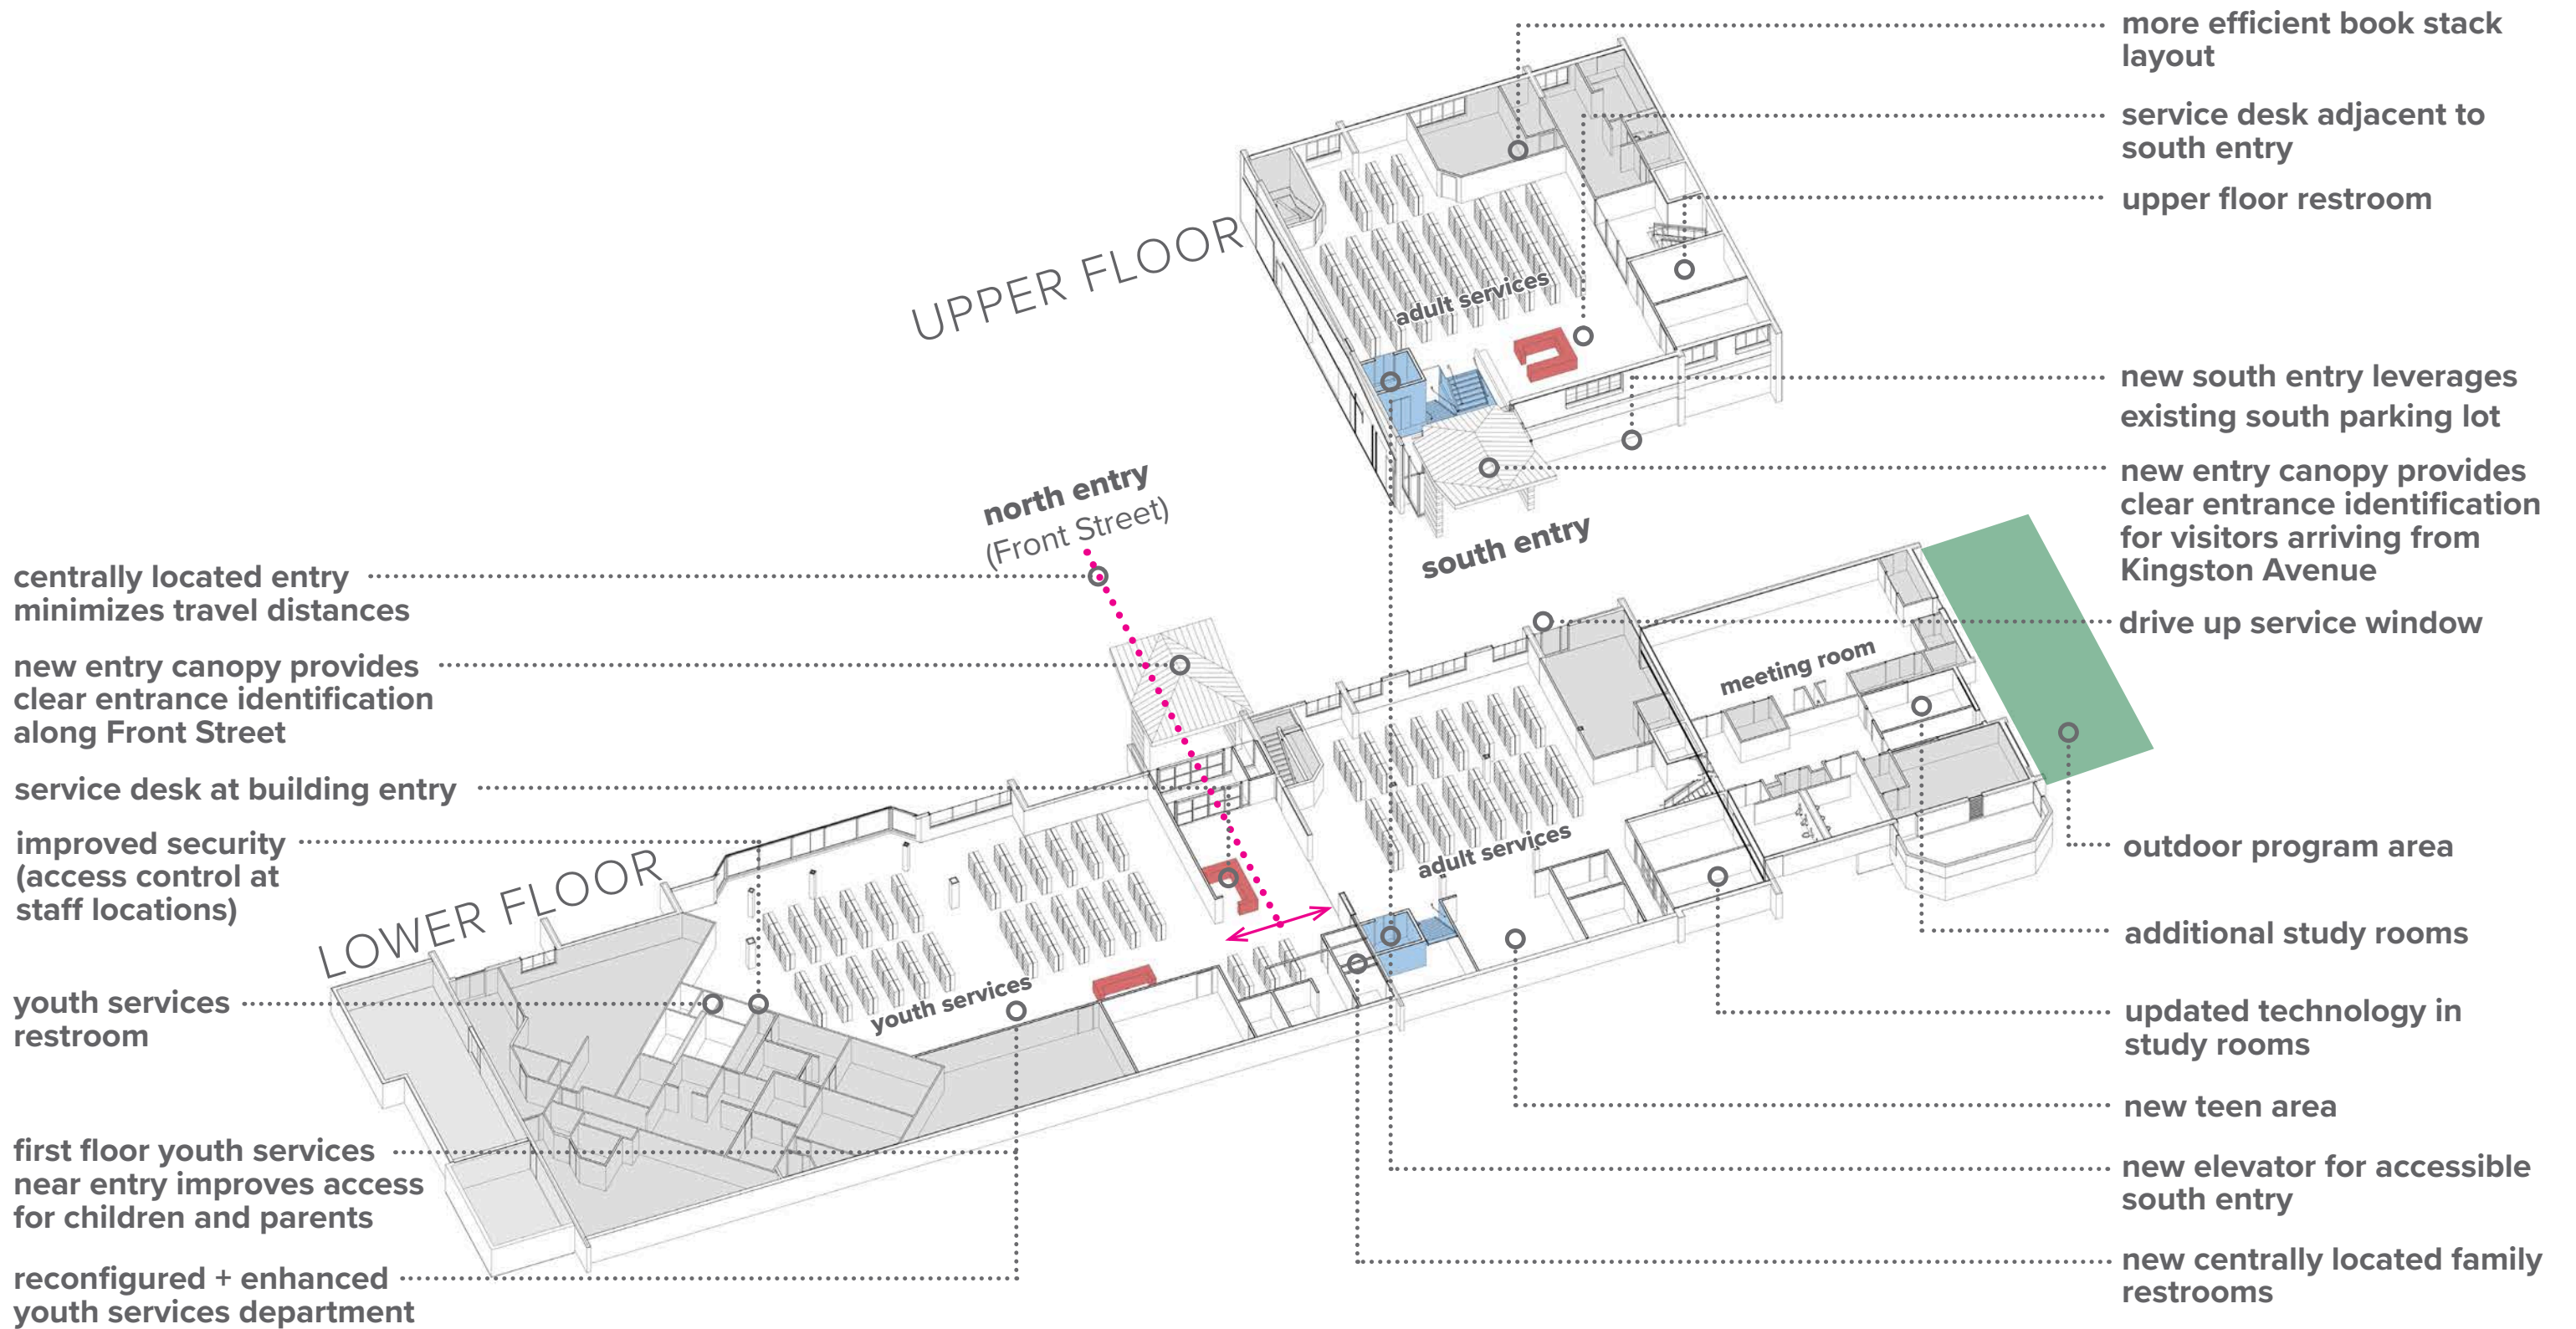 more efficient book stack
layout
service desk adjacent to
south entry
upper floor restroom
UPPER FLOOR
adult services
new south entry leverages
existing south parking lot
new entry canopy provides
clear entrance identification
for visitors arriving from
Kingston Avenue
north entry
(Front Street)
south entry
centrally located entry
minimizes travel distances
drive up service window
new entry canopy provides
clear entrance identification
along Front Street
meeting room
service desk at building entry
improved security
(access control at
staff locations)
adult services
outdoor program area
LOWER FLOOR
additional study rooms
youth services
youth services
restroom
updated technology in
study rooms
new teen area
first floor youth services
near entry improves access
for children and parents
new elevator for accessible
south entry
reconfigured + enhanced
youth services department
new centrally located family
restrooms